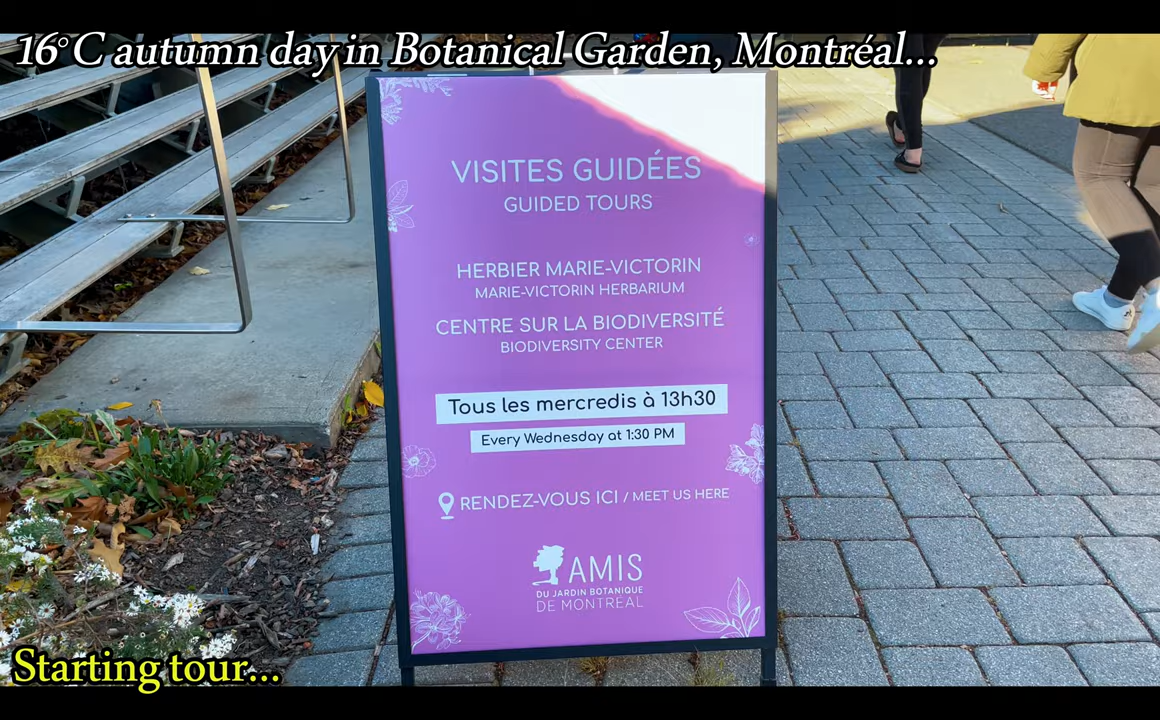 16°C autumn day in Botanical Garden, Montréal...
VISITES GUIDÉES
GUIDED TOURS
HERBIER MARIE-VICTORIN
MARIE-VICTORIN HERBARIUM
CENTRE SUR LA BIODIVERSITÉ
BIODIVERSITY CENTER
Tous les mercredis à 13h30
Every Wednesday at 1:30 PM
RENDEZ-VOUS ICI / MEET US HERE
AMIS
DU JARDIN BOTANIQUE
DE MONTRÉAL
Starting tour...